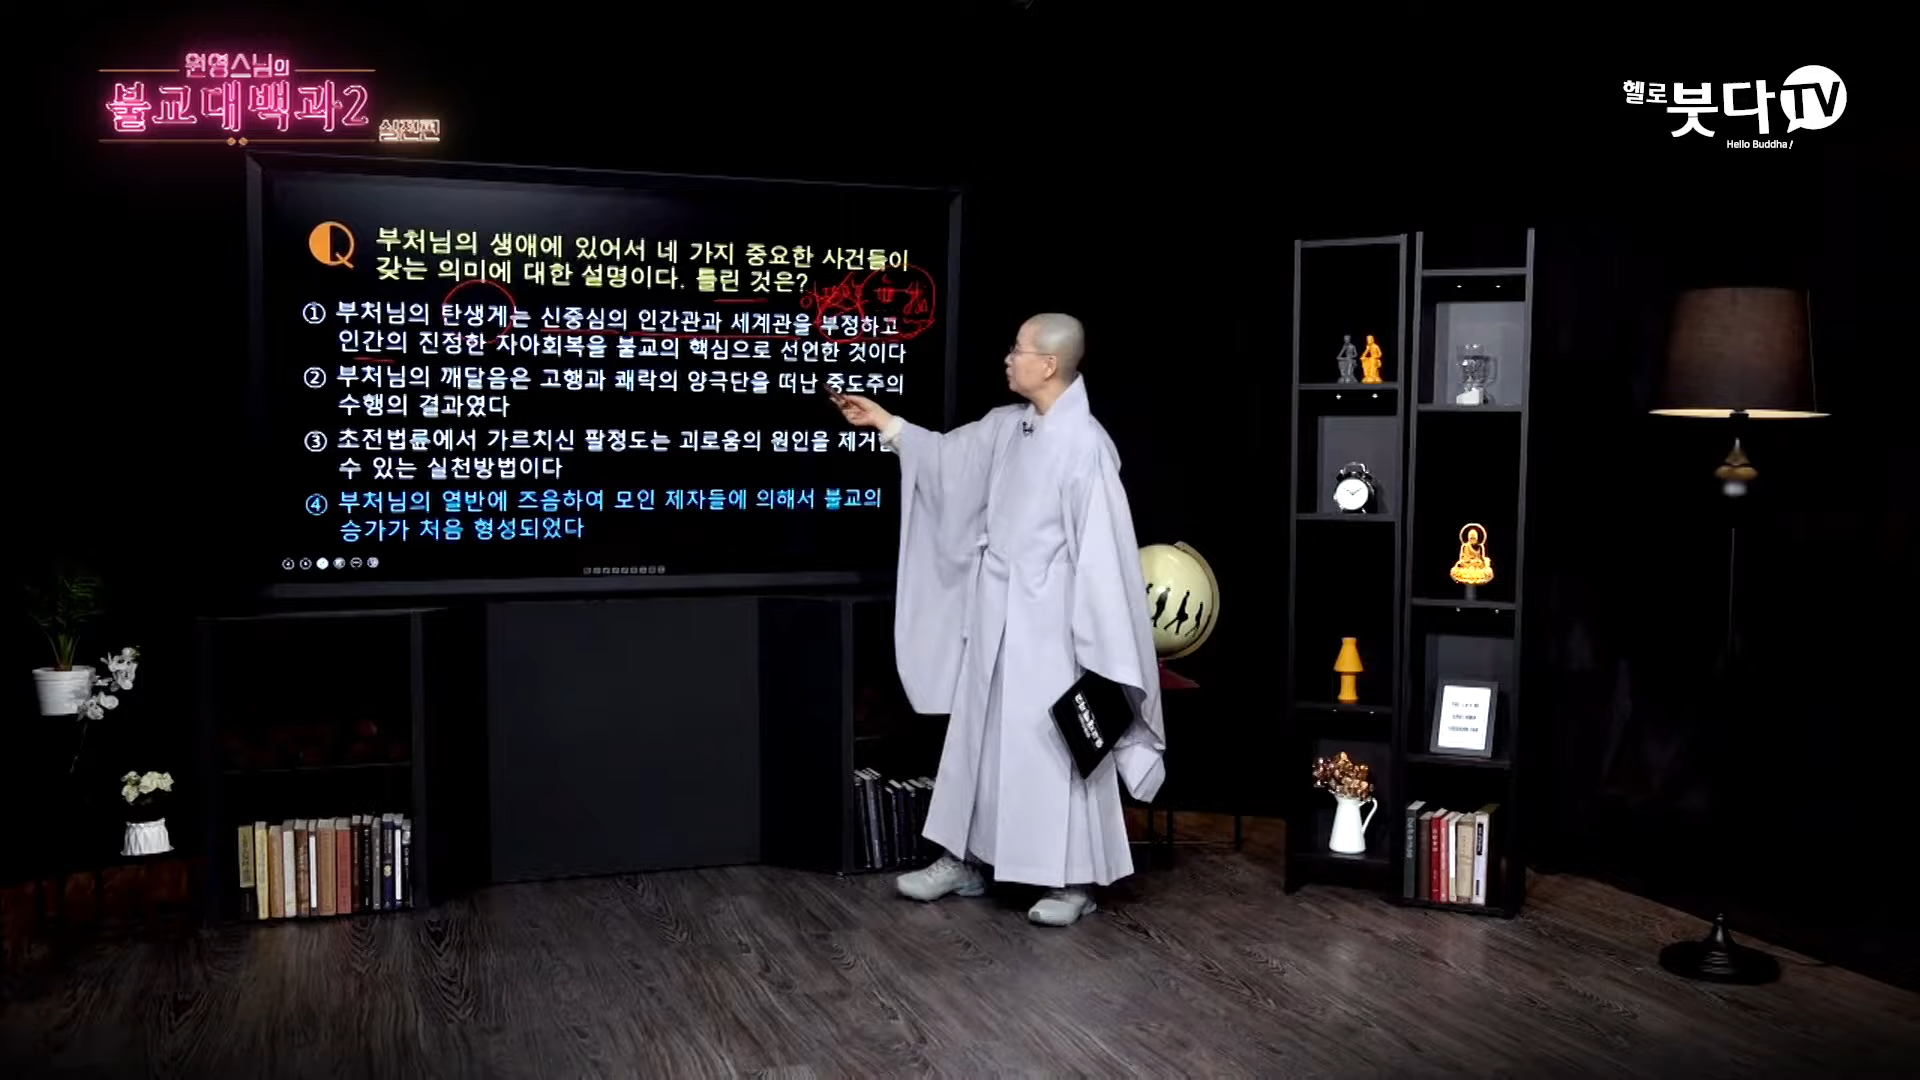 원영스님의
불교대백과2
실전편
헬로붓다TV
Hello Buddha!
Q 부처님의 생애에 있어서 네 가지 중요한 사건들이
갖는 의미에 대한 설명이다. 틀린 것은?
① 부처님의 탄생게는 신중심의 인간관과 세계관을 부정하고
인간의 진정한 자아회복을 불교의 핵심으로 선언한 것이다
② 부처님의 깨달음은 고행과 쾌락의 양극단을 떠난 중도주의
수행의 결과였다
③ 초전법륜에서 가르치신 팔정도는 괴로움의 원인을 제거할
수 있는 실천방법이다
④ 부처님의 열반에 즈음하여 모인 제자들에 의해서 불교의
승가가 처음 형성되었다